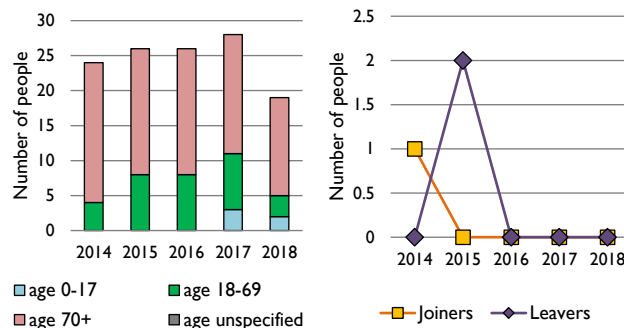 Number of people
30
25
20
15
10
5
0
2014 2015 2016 2017 2018
age 0-17 age 18-69
age 70+ age unspecified
Number of people
2.5
2
1.5
1
0.5
0
2014 2015 2016 2017 2018
Joiners Leavers